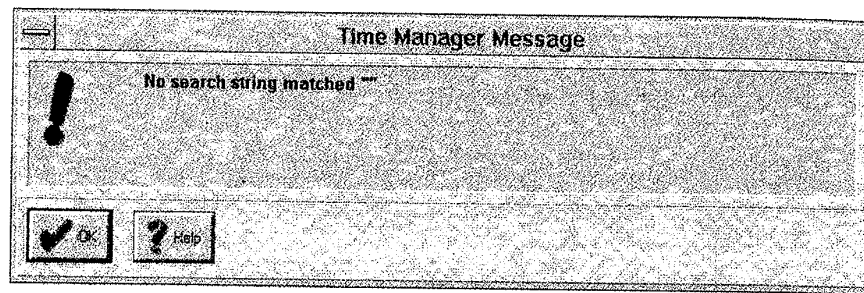 Time Manager Message
No search string matched ""
OK
Help